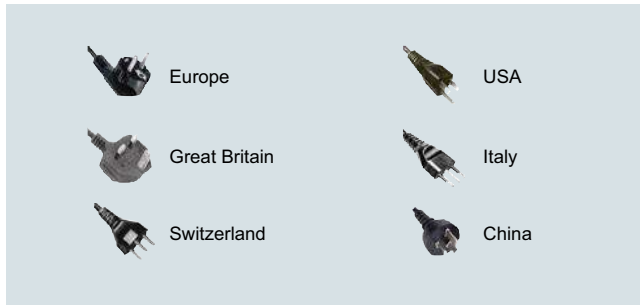 Europe
USA
Great Britain
Italy
Switzerland
China